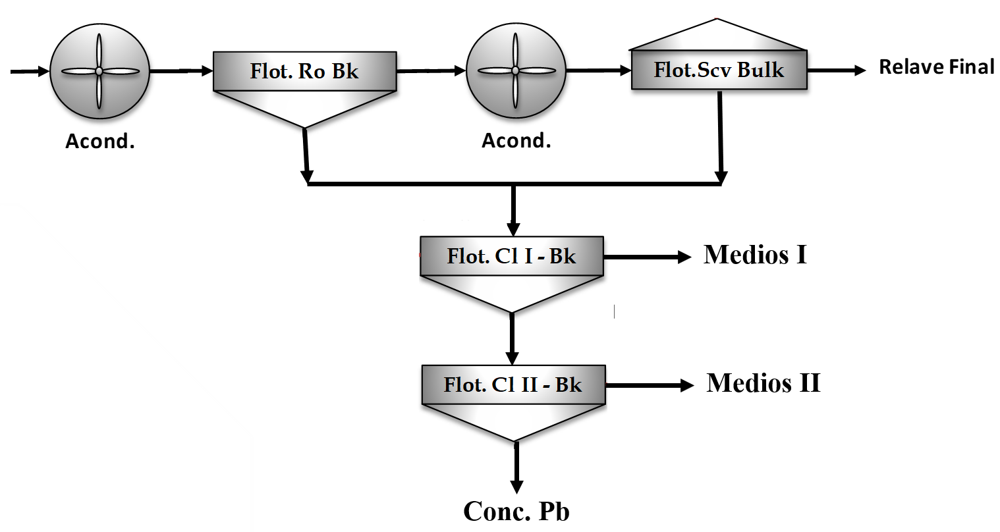 Flot. Ro Bk
Flot.Scv Bulk
Relave Final
Acond.
Acond.
Flot. Cl I - Bk
Medios I
Flot. Cl II - Bk
Medios II
Conc. Pb